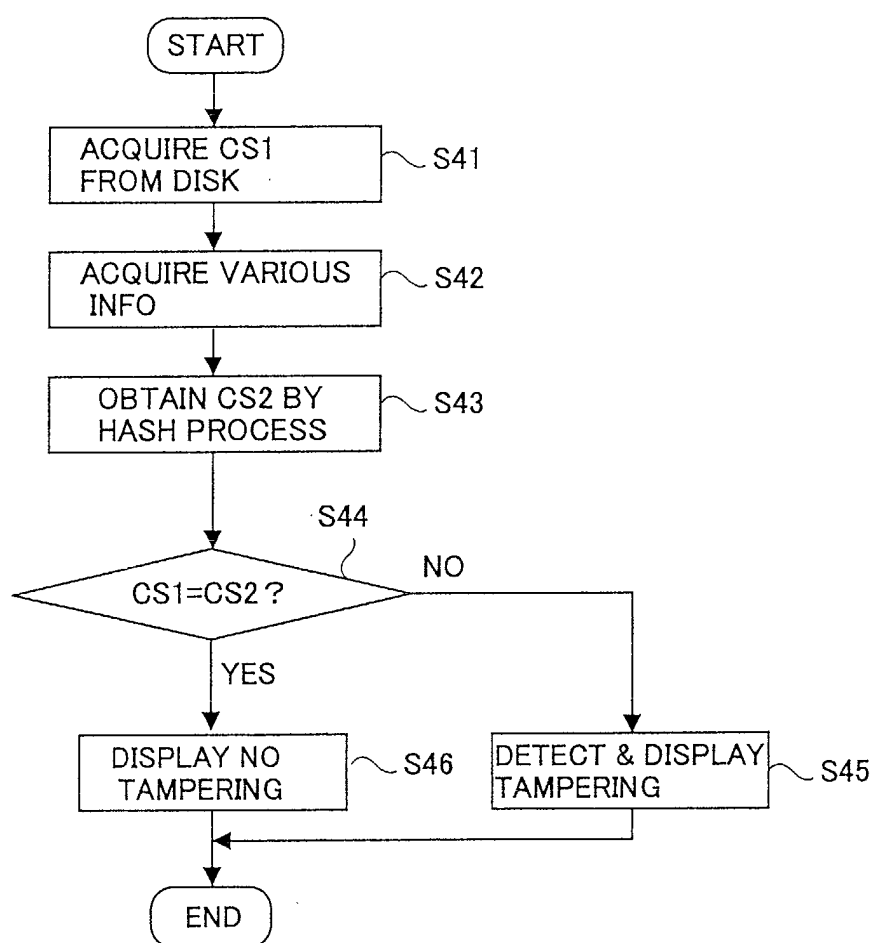 START
ACQUIRE CS1
FROM DISK
S41
ACQUIRE VARIOUS
INFO
S42
OBTAIN CS2 BY
HASH PROCESS
S43
S44
CS1=CS2?
NO
YES
DISPLAY NO
TAMPERING
S46
DETECT & DISPLAY
TAMPERING
S45
END